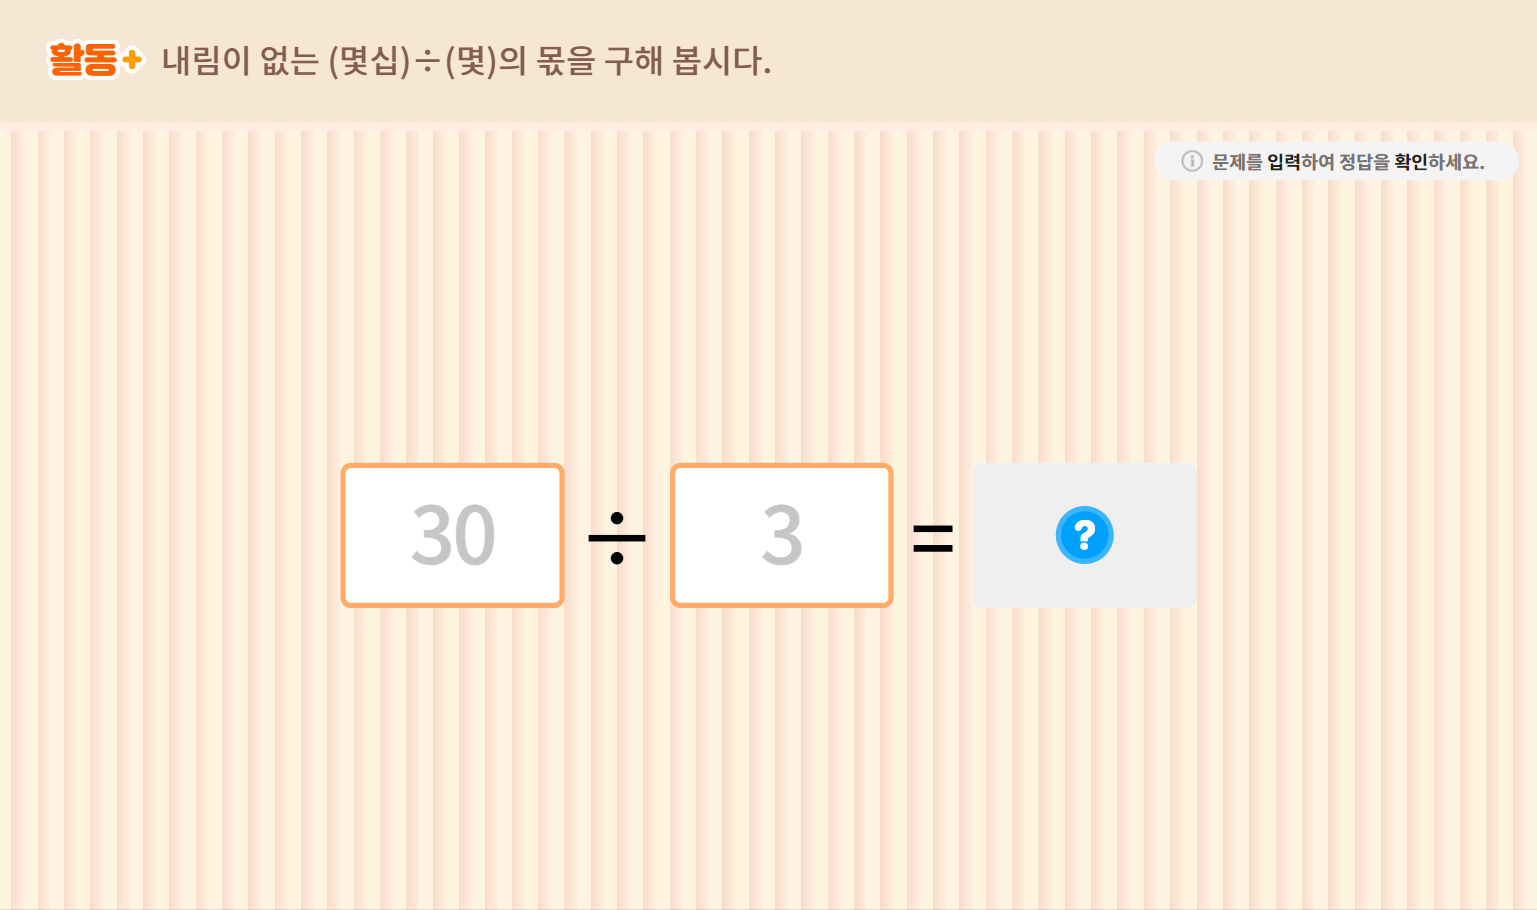 활동+ 내림이 없는 (몇십)÷(몇)의 몫을 구해 봅시다.
문제를 입력하여 정답을 확인하세요.
30 ÷ 3 = ?